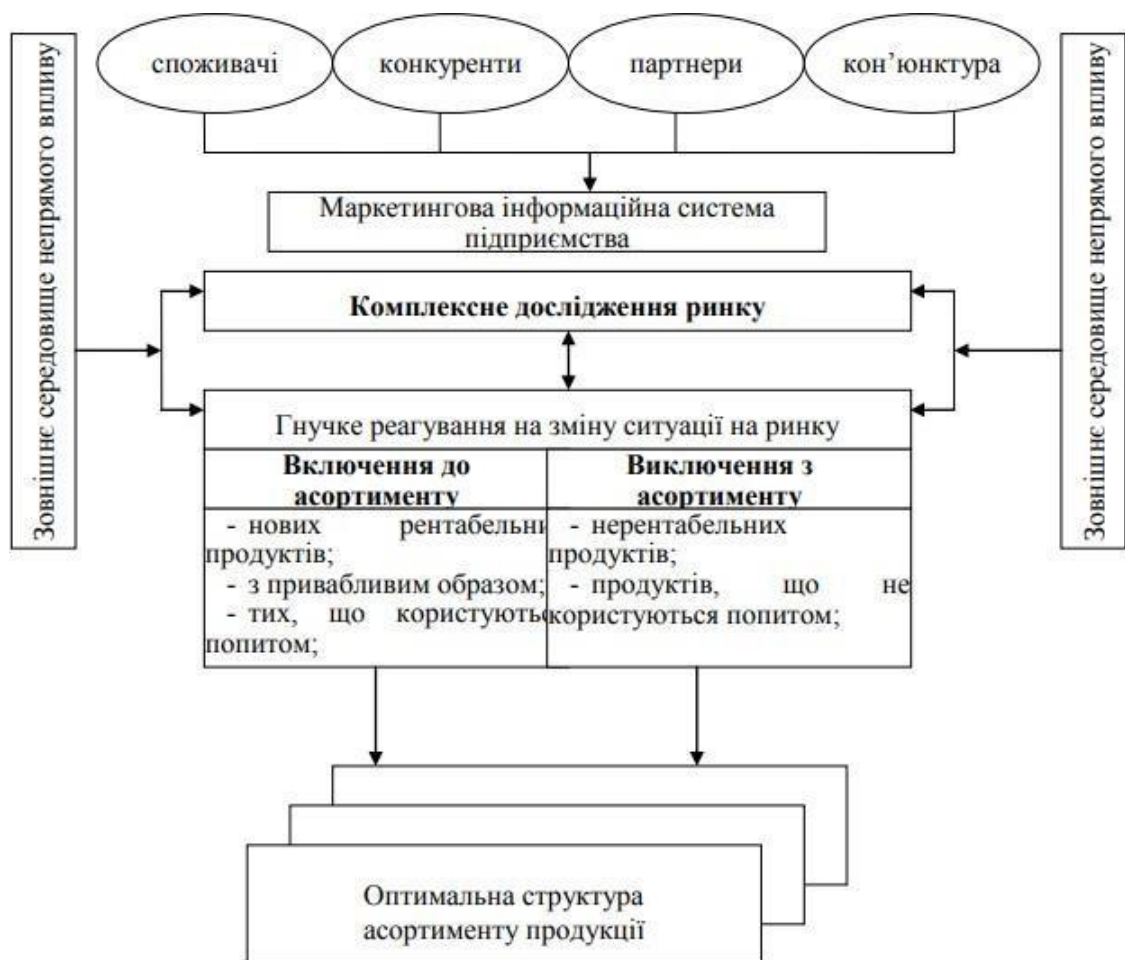 споживачі
конкуренти
партнери
кон’юнктура
Зовнішнє середовище непрямого впливу
Маркетингова інформаційна система
підприємства
Комплексне дослідження ринку
Гнучке реагування на зміну ситуації на ринку
Включення до
асортименту
- нових рентабельни
продуктів;
- з привабливим образом;
- тих, що користують
попитом;
Виключення з
асортименту
- нерентабельних
продуктів;
- продуктів, що не
користуються попитом;
Зовнішнє середовище непрямого впливу
Оптимальна структура
асортименту продукції